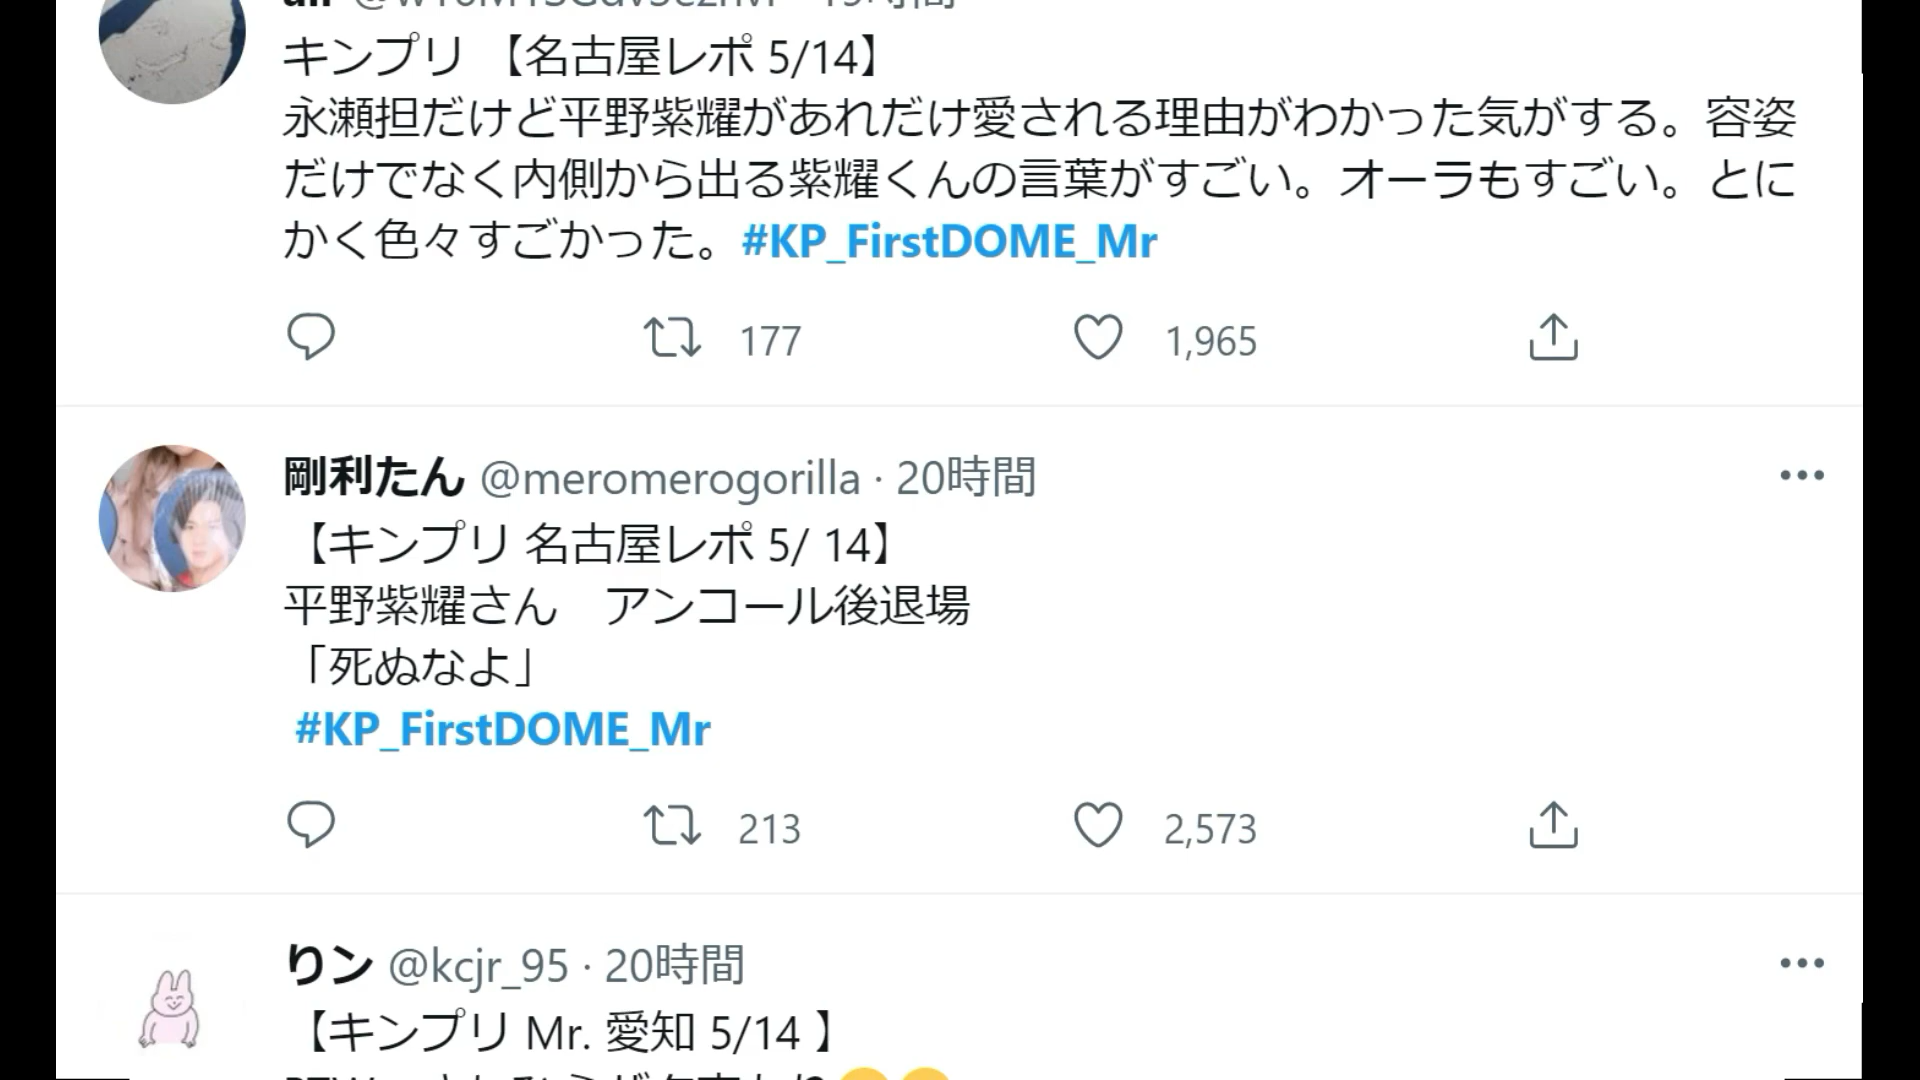 19時間
キンプリ 【名古屋レポ 5/14】
永瀬担だけど平野紫耀があれだけ愛される理由がわかった気がする。容姿
だけでなく内側から出る紫耀くんの言葉がすごい。オーラもすごい。とに
かく色々すごかった。#KP_FirstDOME_Mr
177 1,965
剛利たん @meromerogorilla · 20時間
【キンプリ 名古屋レポ 5/ 14】
平野紫耀さん　アンコール後退場
「死ぬなよ」
#KP_FirstDOME_Mr
213 2,573
りン @kcjr_95 · 20時間
【キンプリ Mr. 愛知 5/14 】